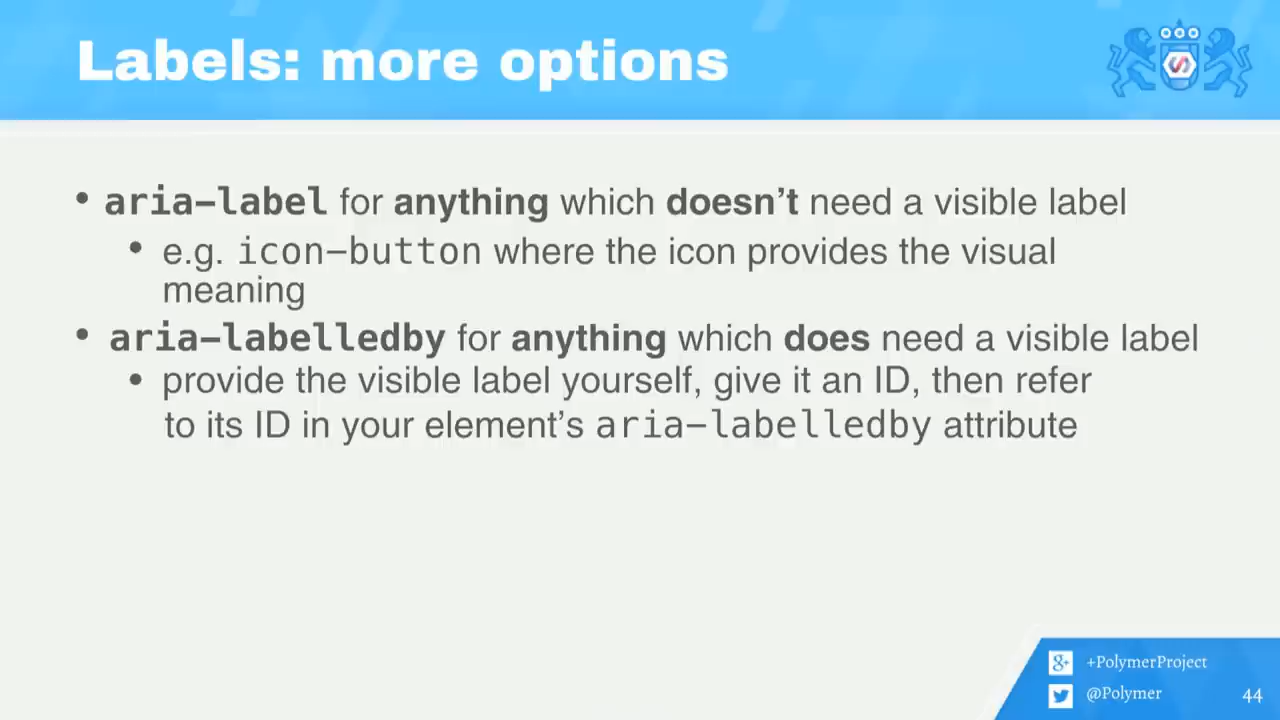 Labels: more options
• aria-label for anything which doesn't need a visible label
• e.g. icon-button where the icon provides the visual
meaning
• aria-labelledby for anything which does need a visible label
• provide the visible label yourself, give it an ID, then refer
to its ID in your element's aria-labelledby attribute
+PolymerProject
@Polymer
44